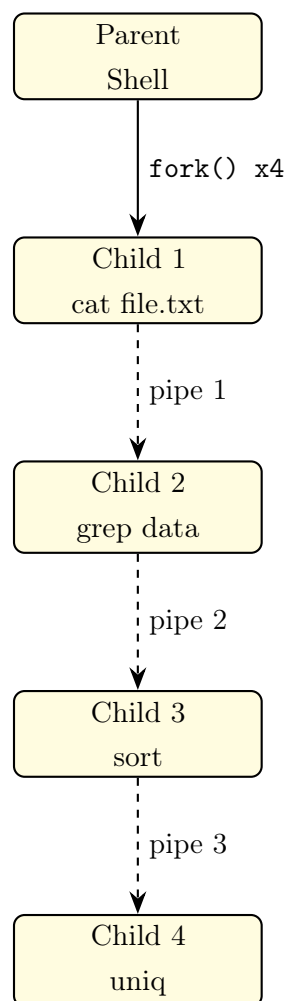 Parent
Shell
fork() x4
Child 1
cat file.txt
pipe 1
Child 2
grep data
pipe 2
Child 3
sort
pipe 3
Child 4
uniq